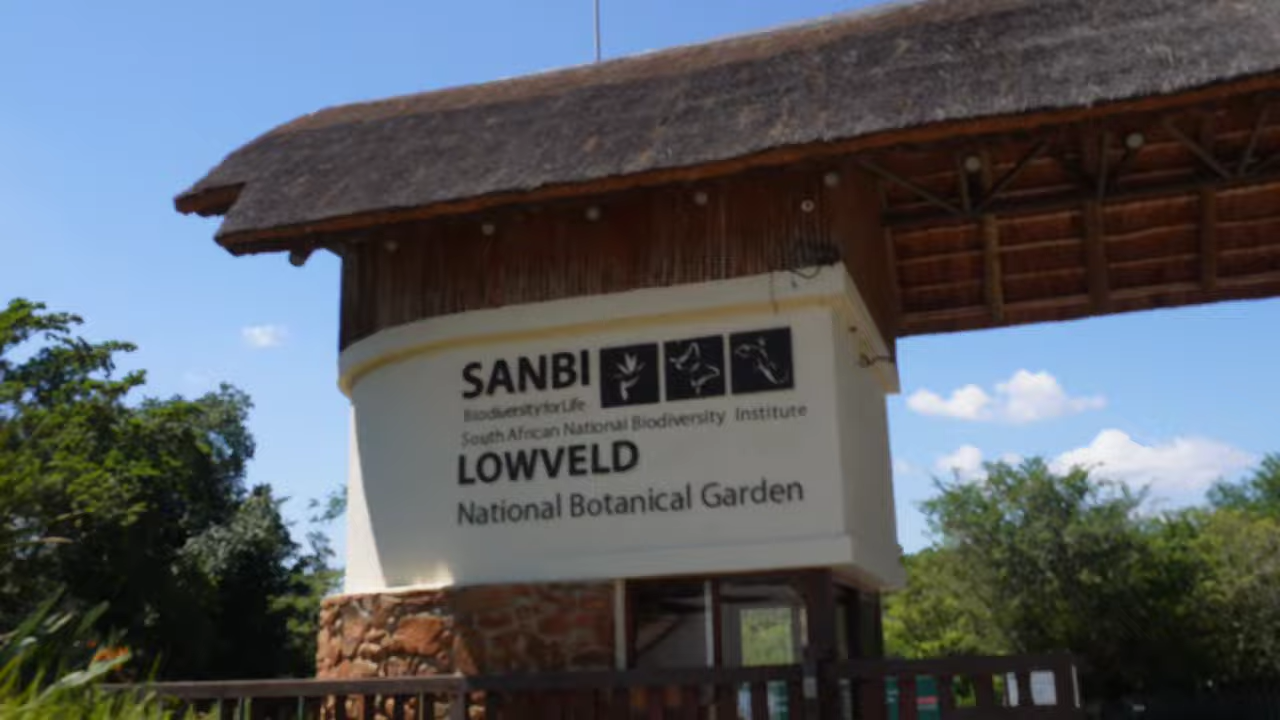 SANBI
Biodiversity for Life
South African National Biodiversity Institute
LOWVELD
National Botanical Garden